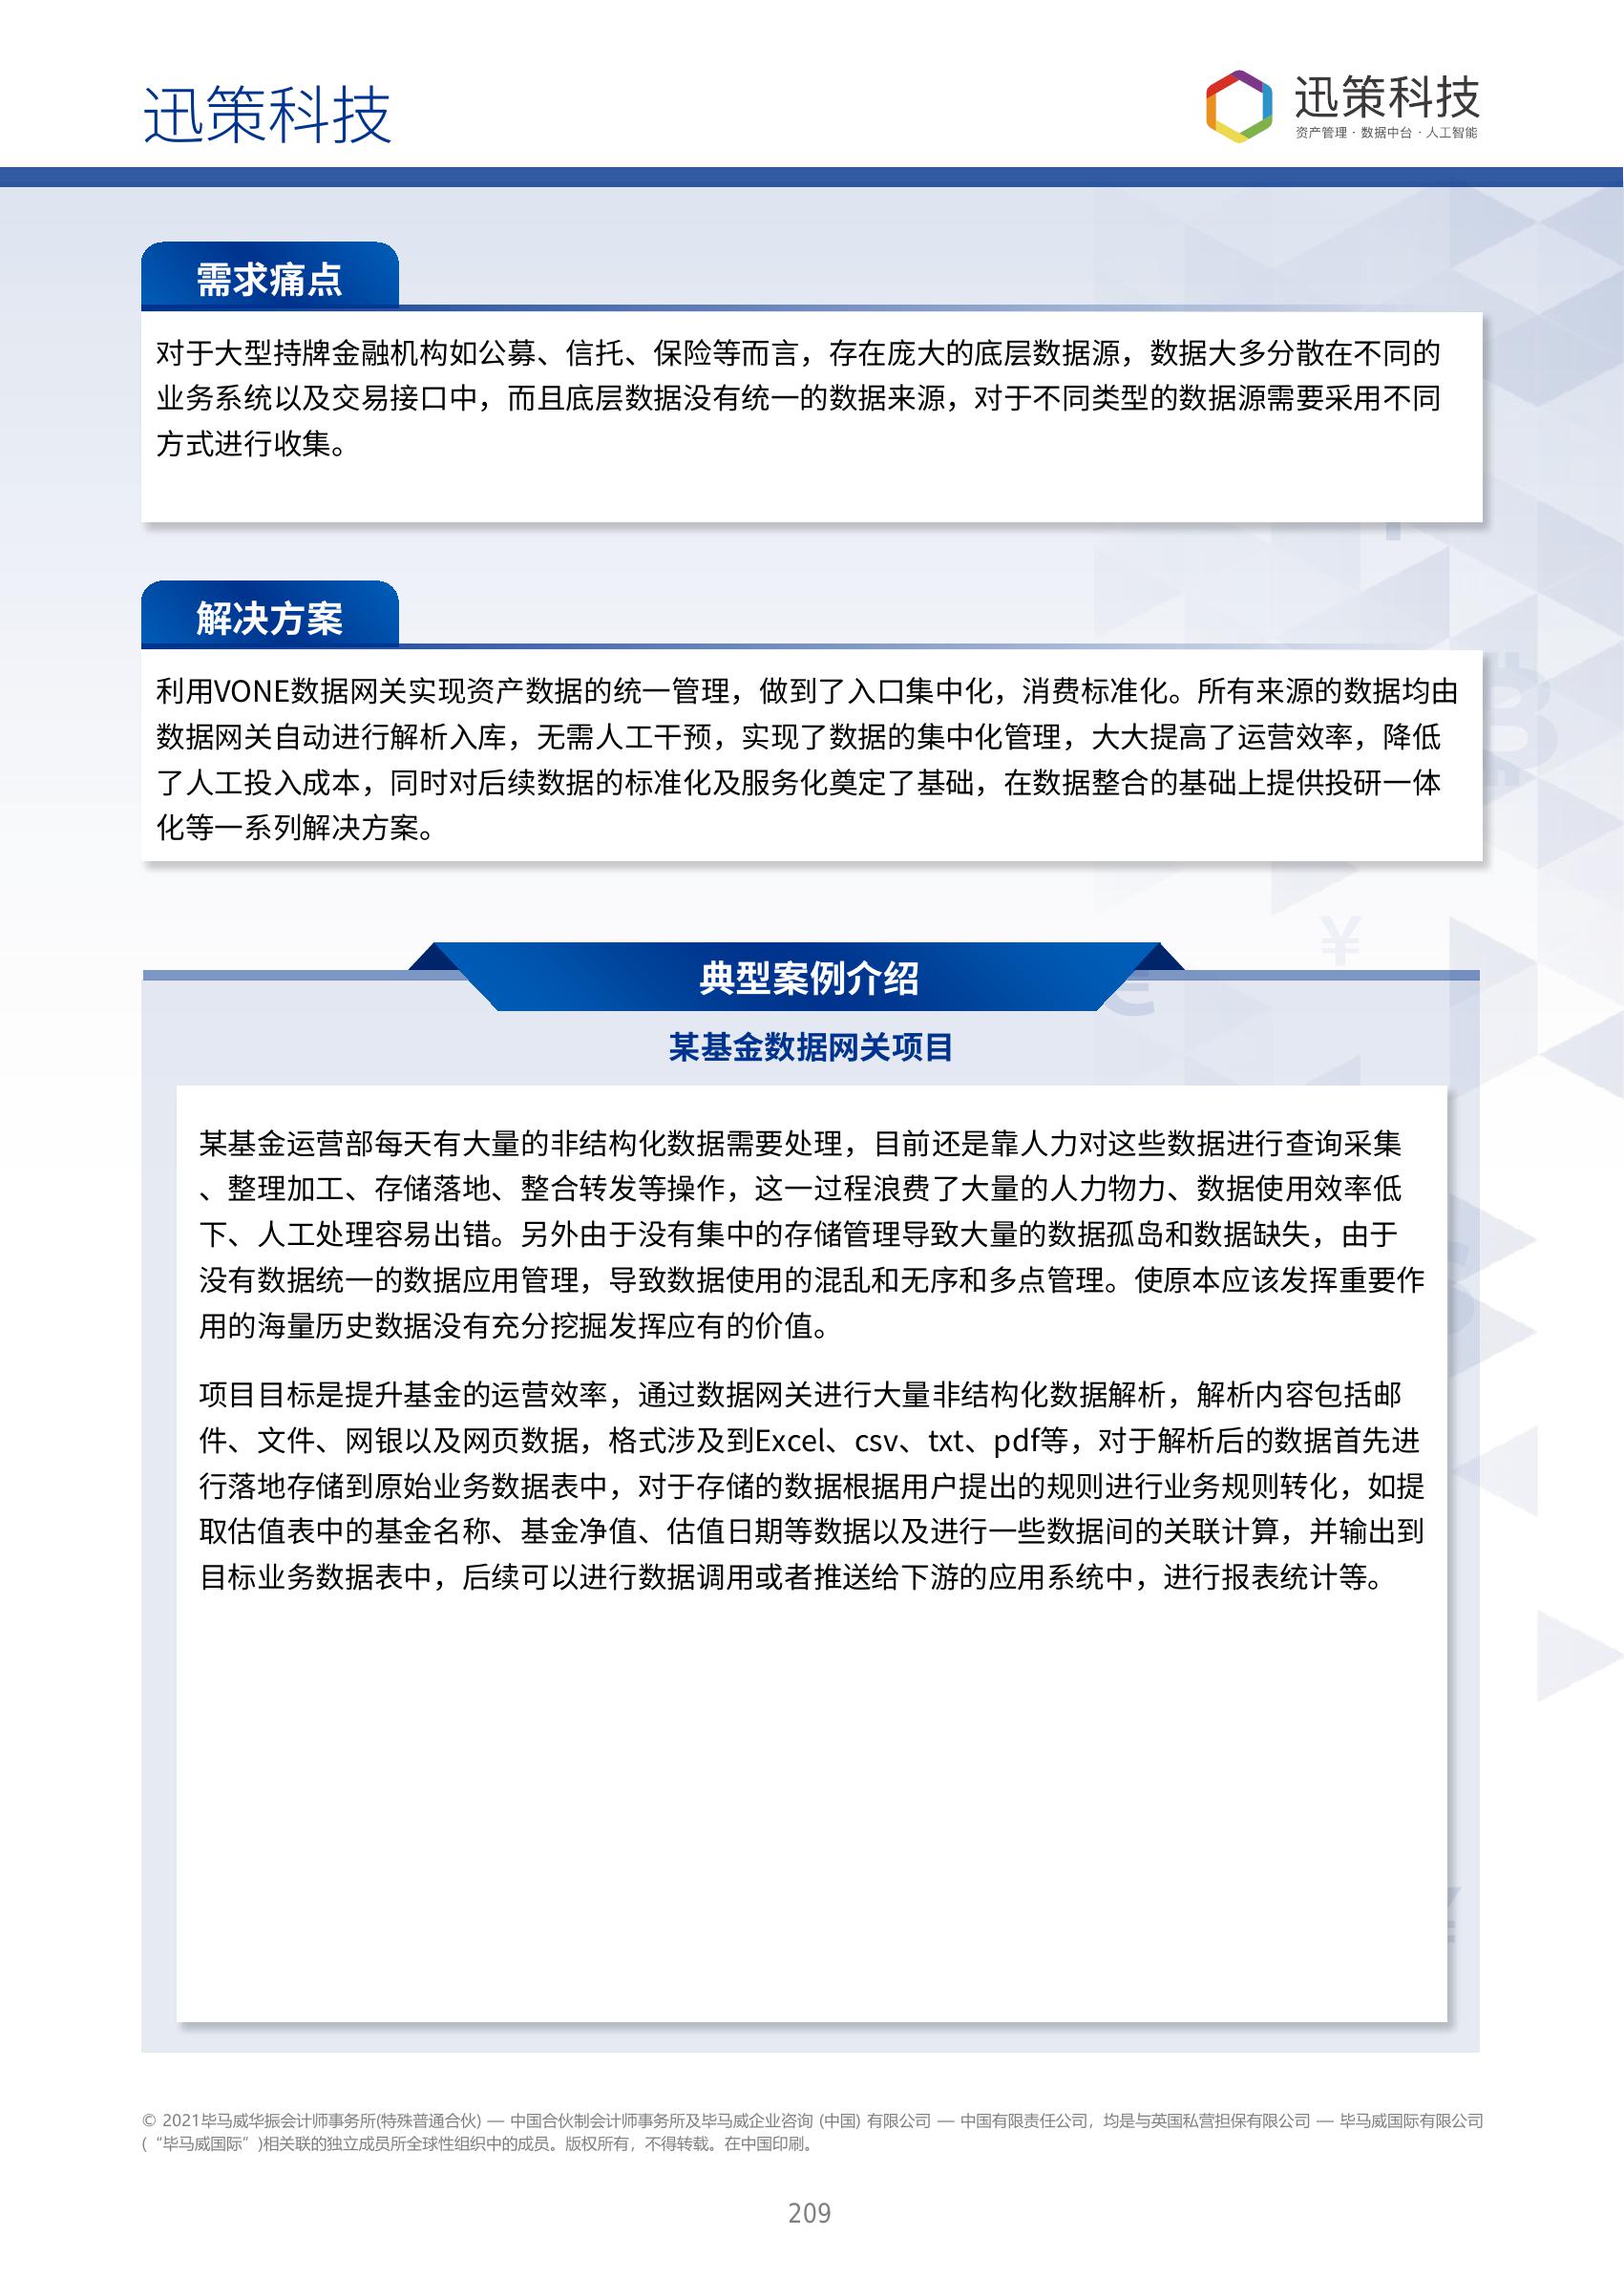 迅策科技
迅策科技
资产管理 · 数据中台 · 人工智能
需求痛点
对于大型持牌金融机构如公募、信托、保险等而言，存在庞大的底层数据源，数据大多分散在不同的
业务系统以及交易接口中，而且底层数据没有统一的数据来源，对于不同类型的数据源需要采用不同
方式进行收集。
解决方案
利用VONE数据网关实现资产数据的统一管理，做到了入口集中化，消费标准化。所有来源的数据均由
数据网关自动进行解析入库，无需人工干预，实现了数据的集中化管理，大大提高了运营效率，降低
了人工投入成本，同时对后续数据的标准化及服务化奠定了基础，在数据整合的基础上提供投研一体
化等一系列解决方案。
典型案例介绍
某基金数据网关项目
某基金运营部每天有大量的非结构化数据需要处理，目前还是靠人力对这些数据进行查询采集
、整理加工、存储落地、整合转发等操作，这一过程浪费了大量的人力物力、数据使用效率低
下、人工处理容易出错。另外由于没有集中的存储管理导致大量的数据孤岛和数据缺失，由于
没有数据统一的数据应用管理，导致数据使用的混乱和无序和多点管理。使原本应该发挥重要作
用的海量历史数据没有充分挖掘发挥应有的价值。
项目目标是提升基金的运营效率，通过数据网关进行大量非结构化数据解析，解析内容包括邮
件、文件、网银以及网页数据，格式涉及到Excel、csv、txt、pdf等，对于解析后的数据首先进
行落地存储到原始业务数据表中，对于存储的数据根据用户提出的规则进行业务规则转化，如提
取估值表中的基金名称、基金净值、估值日期等数据以及进行一些数据间的关联计算，并输出到
目标业务数据表中，后续可以进行数据调用或者推送给下游的应用系统中，进行报表统计等。
© 2021毕马威华振会计师事务所(特殊普通合伙) — 中国合伙制会计师事务所及毕马威企业咨询 (中国) 有限公司 — 中国有限责任公司，均是与英国私营担保有限公司 — 毕马威国际有限公司
(“毕马威国际”)相关联的独立成员所全球性组织中的成员。版权所有，不得转载。在中国印刷。
209